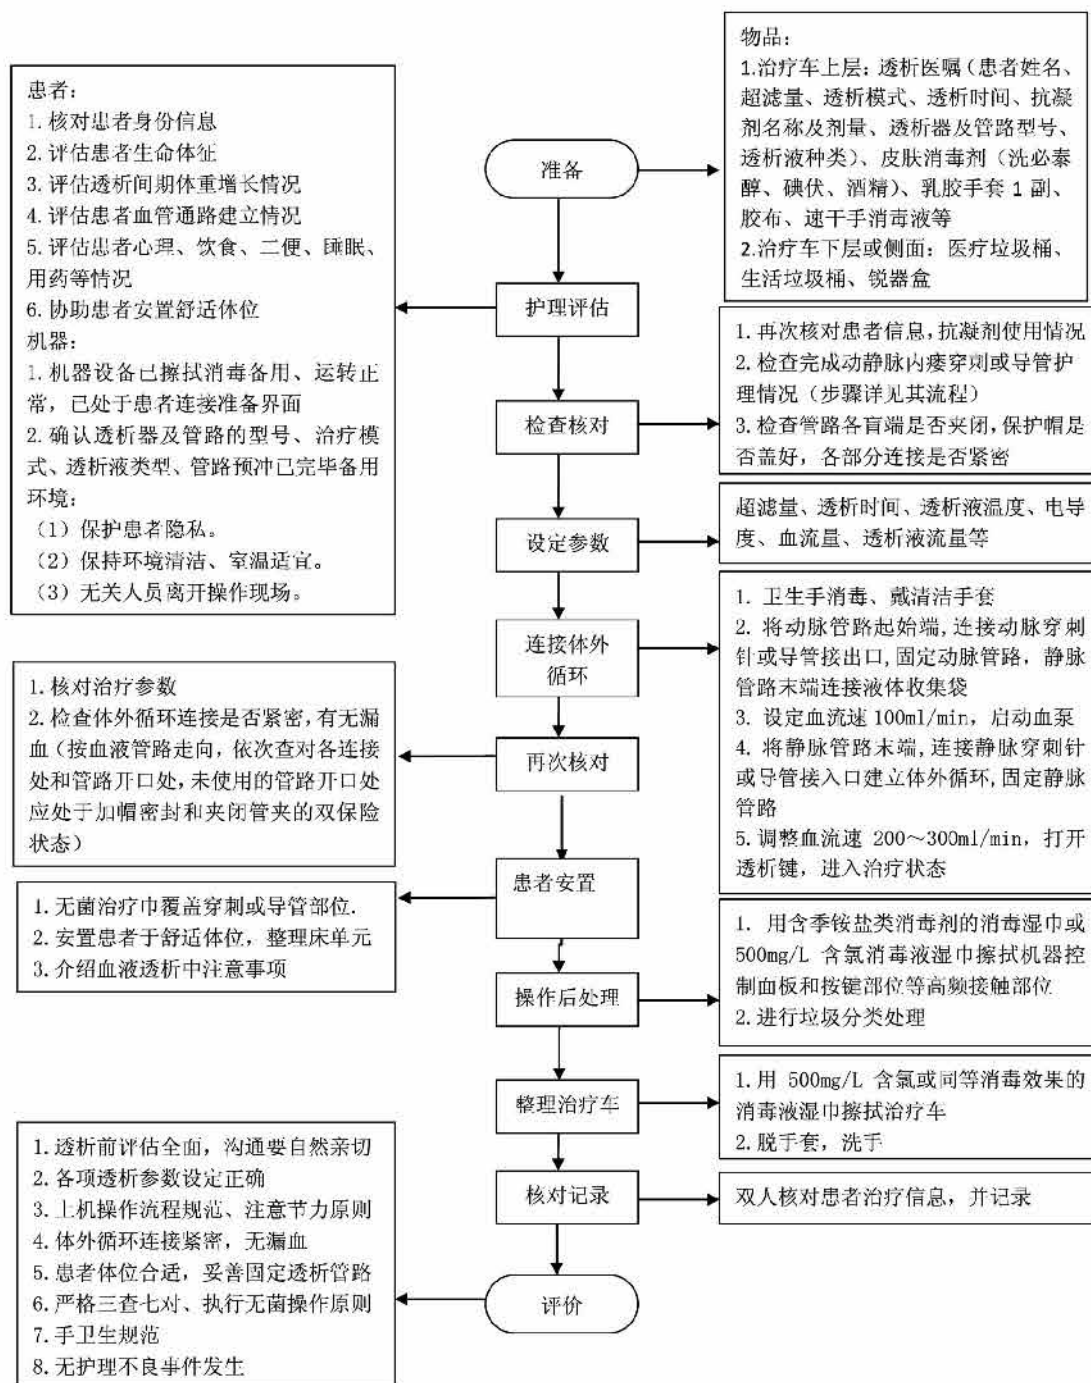 准备
物品：
1.治疗车上层：透析医嘱（患者姓名、
超滤量、透析模式、透析时间、抗凝
剂名称及剂量、透析器及管路型号、
透析液种类）、皮肤消毒剂（洗必泰
醇、碘伏、酒精）、乳胶手套 1 副、
胶布、速干手消毒液等
2.治疗车下层或侧面：医疗垃圾桶、
生活垃圾桶、锐器盒
护理评估
患者：
1. 核对患者身份信息
2. 评估患者生命体征
3. 评估透析间期体重增长情况
4. 评估患者血管通路建立情况
5. 评估患者心理、饮食、二便、睡眠、
用药等情况
6. 协助患者安置舒适体位
机器：
1. 机器设备已擦拭消毒备用、运转正
常，已处于患者连接准备界面
2. 确认透析器及管路的型号、治疗模
式、透析液类型、管路预冲已完毕备用
环境：
（1）保护患者隐私。
（2）保持环境清洁、室温适宜。
（3）无关人员离开操作现场。
检查核对
1. 再次核对患者信息，抗凝剂使用情况
2. 检查完成动静脉内瘘穿刺或导管护
理情况（步骤详见其流程）
3. 检查管路各盲端是否夹闭，保护帽是
否盖好，各部分连接是否紧密
设定参数
超滤量、透析时间、透析液温度、电导
度、血流量、透析液流量等
连接体外
循环
1. 卫生手消毒、戴清洁手套
2. 将动脉管路起始端，连接动脉穿刺
针或导管接出口，固定动脉管路，静脉
管路末端连接液体收集袋
3. 设定血流速 100ml/min，启动血泵
4. 将静脉管路末端，连接静脉穿刺针
或导管接入口建立体外循环，固定静脉
管路
5. 调整血流速 200～300ml/min，打开
透析键，进入治疗状态
再次核对
1. 核对治疗参数
2. 检查体外循环连接是否紧密，有无漏
血（按血液管路走向，依次查对各连接
处和管路开口处，未使用的管路开口处
应处于加帽密封和夹闭管夹的双保险
状态）
患者安置
1. 无菌治疗巾覆盖穿刺或导管部位.
2. 安置患者于舒适体位，整理床单元
3. 介绍血液透析中注意事项
操作后处理
1. 用含季铵盐类消毒剂的消毒湿巾或
500mg/L 含氯消毒液湿巾擦拭机器控
制面板和按键部位等高频接触部位
2. 进行垃圾分类处理
整理治疗车
1.用 500mg/L 含氯或同等消毒效果的
消毒液湿巾擦拭治疗车
2. 脱手套，洗手
核对记录
双人核对患者治疗信息，并记录
评价
1. 透析前评估全面，沟通要自然亲切
2. 各项透析参数设定正确
3. 上机操作流程规范、注意节力原则
4. 体外循环连接紧密，无漏血
5. 患者体位合适，妥善固定透析管路
6. 严格三查七对、执行无菌操作原则
7. 手卫生规范
8. 无护理不良事件发生